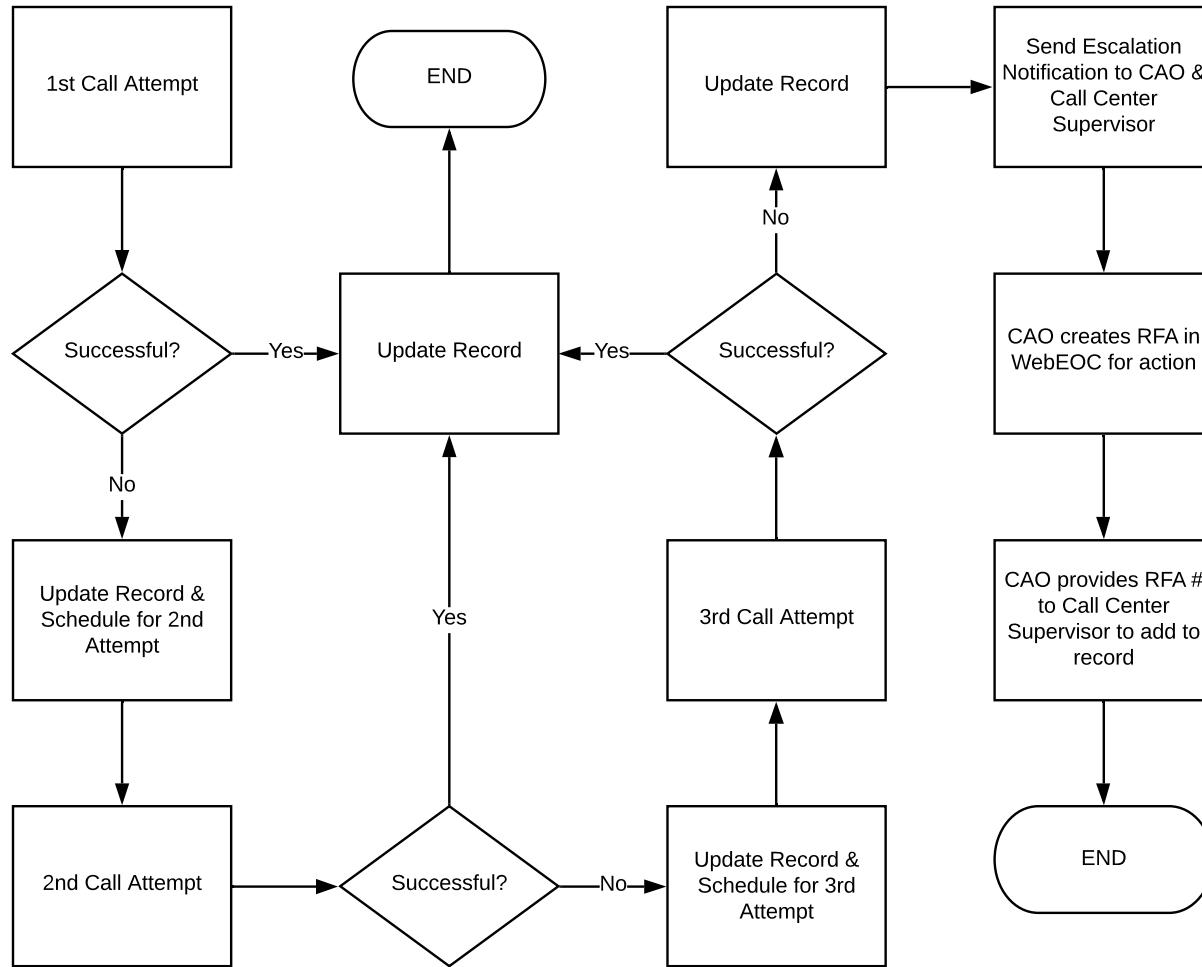 1st Call Attempt
END
Update Record
Send Escalation
Notification to CAO &
Call Center
Supervisor
No
Successful?
Yes
Update Record
Yes
Successful?
CAO creates RFA in
WebEOC for action
No
Update Record &
Schedule for 2nd
Attempt
Yes
3rd Call Attempt
CAO provides RFA #
to Call Center
Supervisor to add to
record
2nd Call Attempt
Successful?
No
Update Record &
Schedule for 3rd
Attempt
END